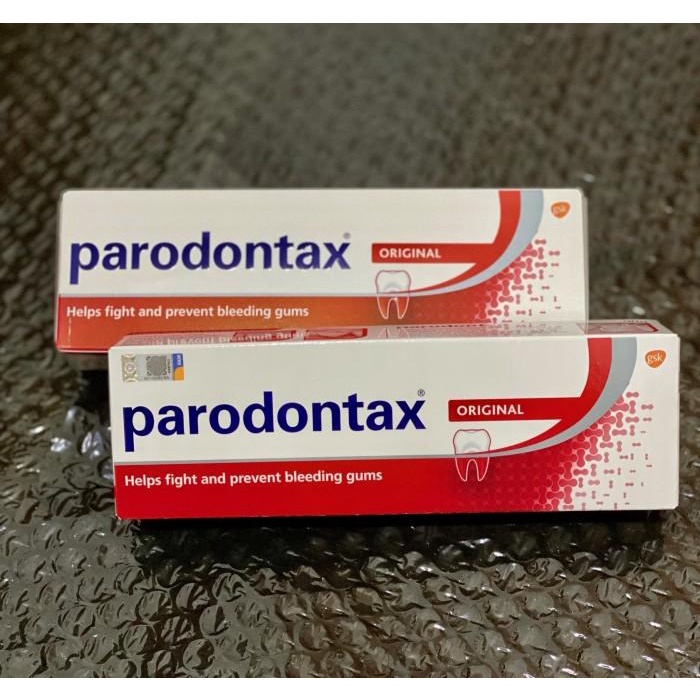 parodontax®
ORIGINAL
gsk
Helps fight and prevent bleeding gums
parodontax®
ORIGINAL
gsk
Helps fight and prevent bleeding gums